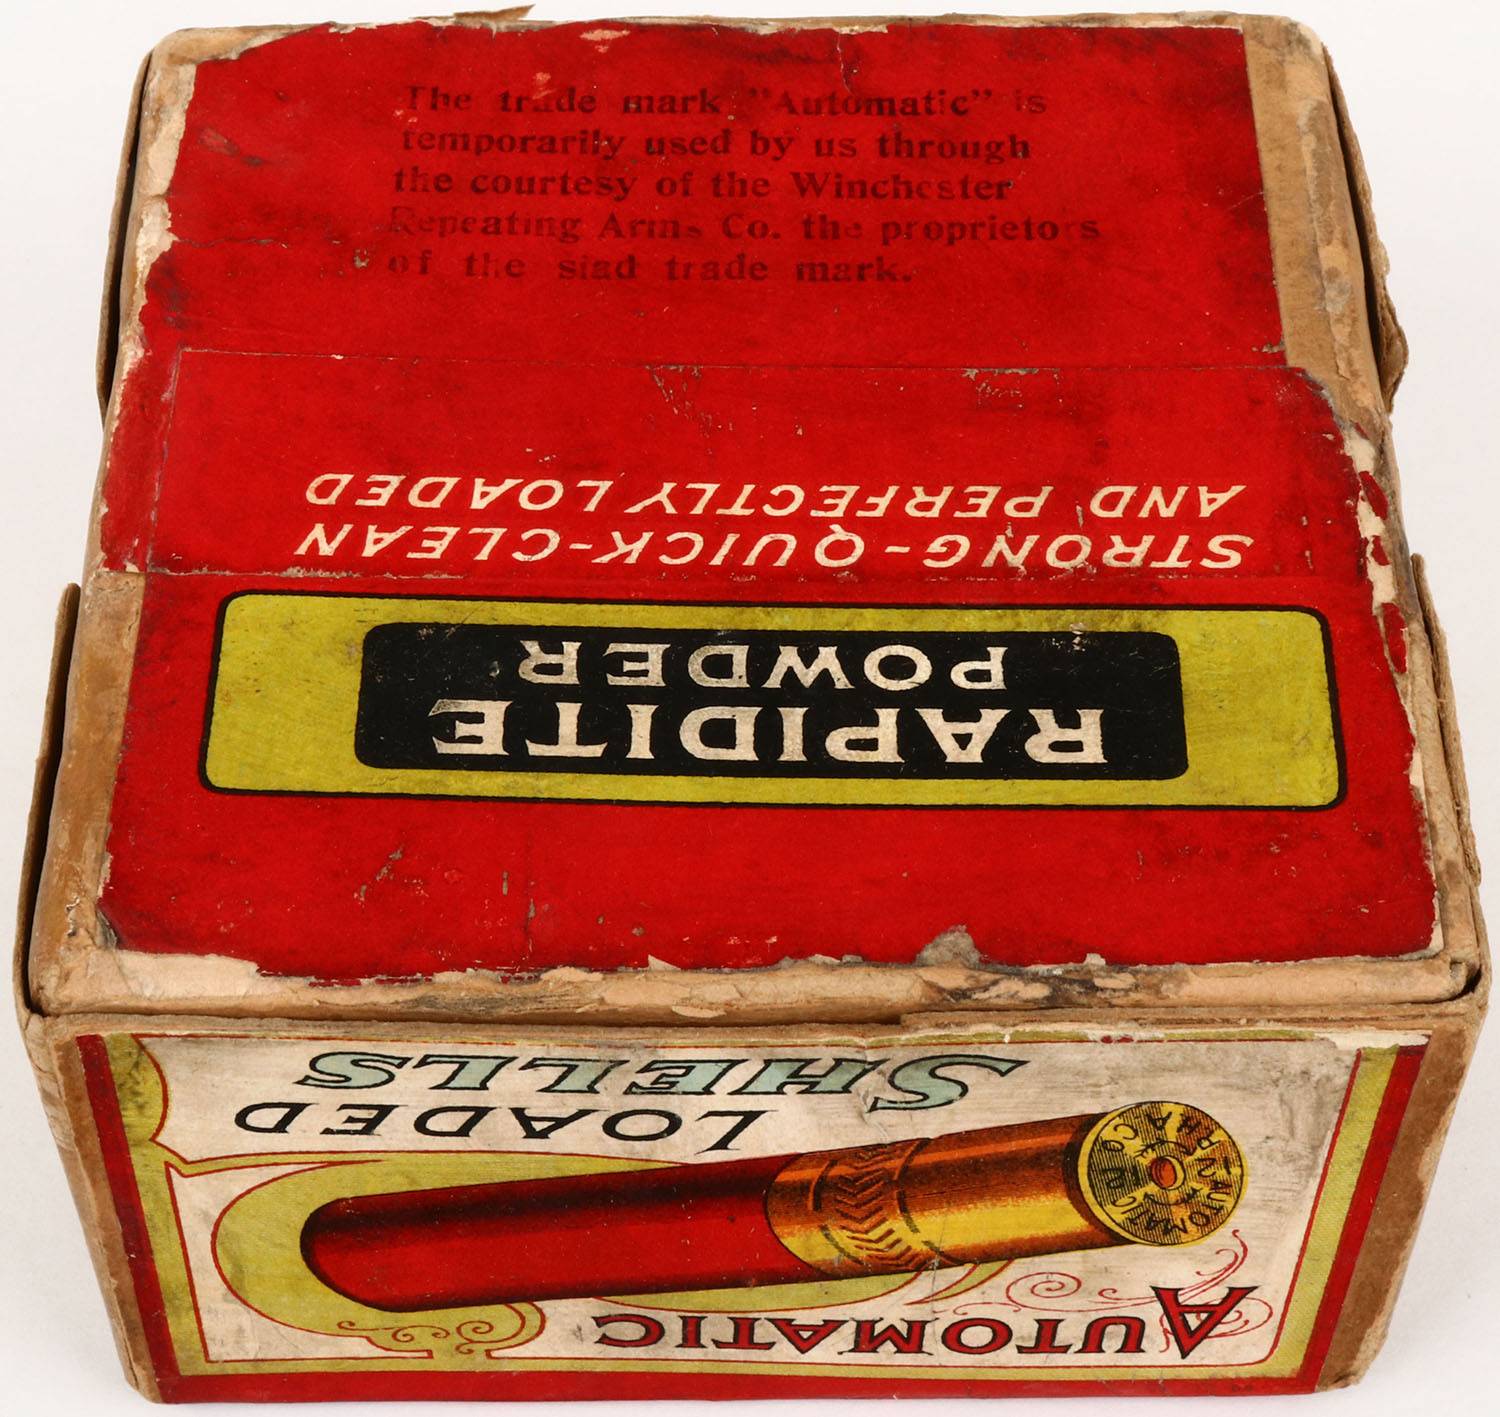 The trade mark "Automatic" is
temporarily used by us through
the courtesy of the Winchester
Repeating Arms Co. the proprietors
of the siad trade mark.
STRONG-QUICK-CLEAN
AND PERFECTLY LOADED
RAPIDITE
POWDER
AUTOMATIC
LOADED
SHELLS
AUTOMATIC